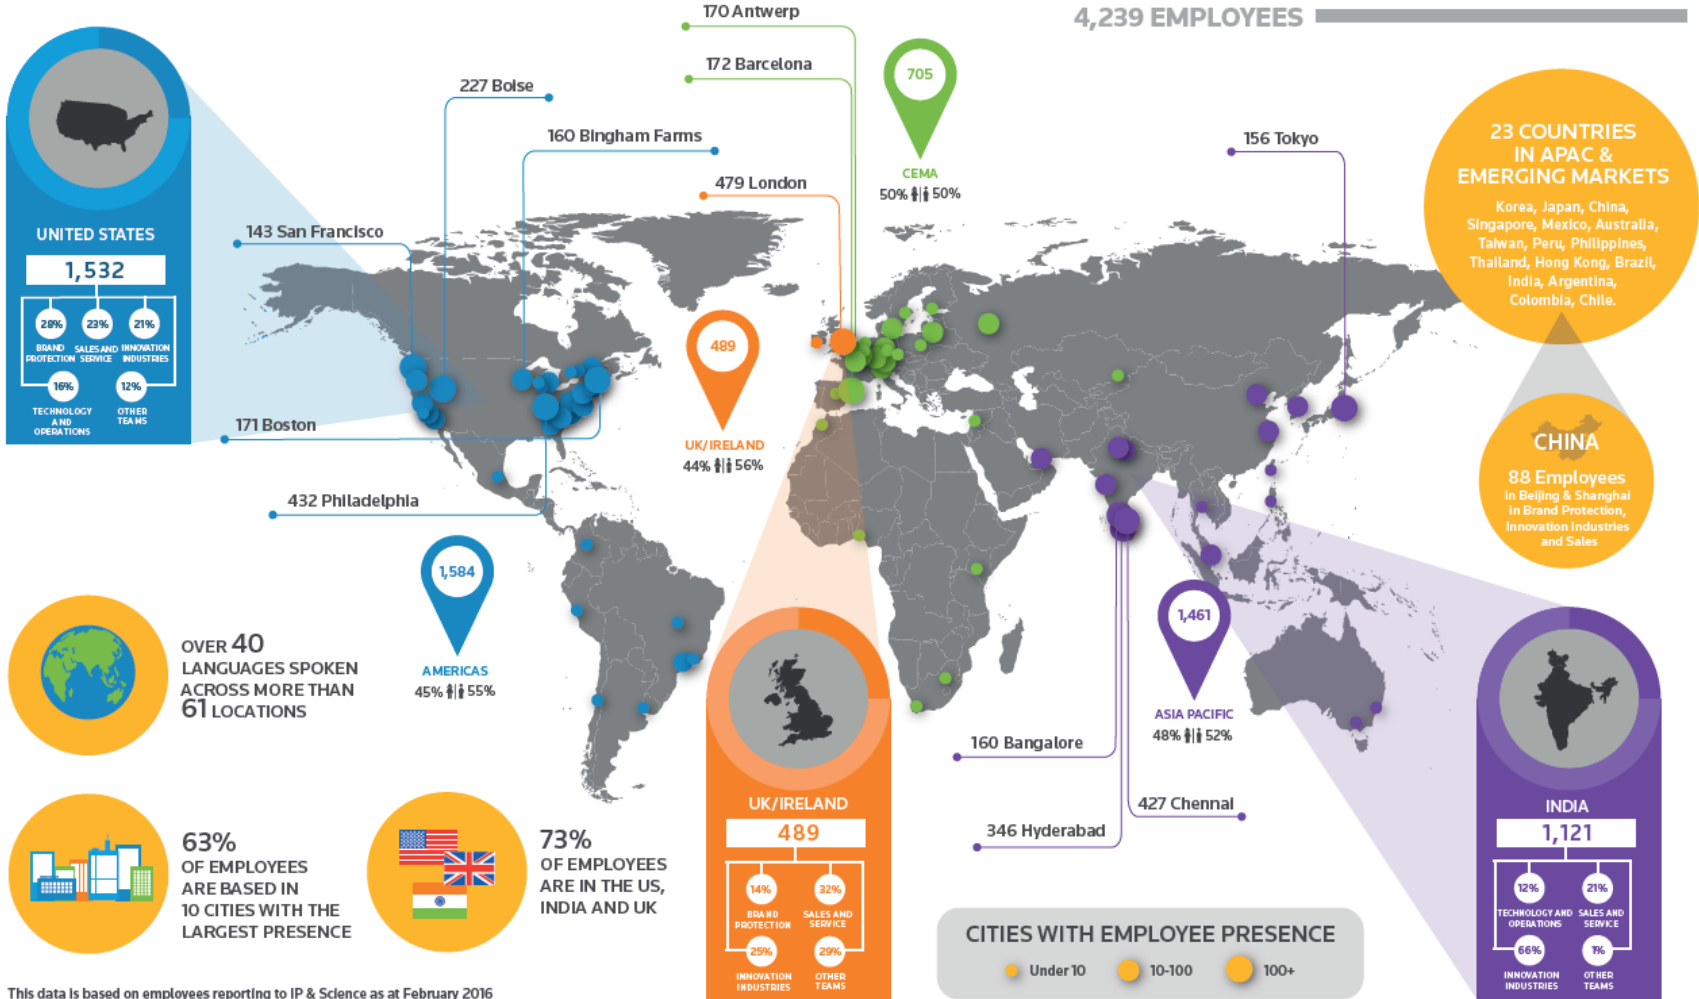 4,239 EMPLOYEES
170 Antwerp
172 Barcelona
227 Boise
160 Bingham Farms
479 London
143 San Francisco
171 Boston
432 Philadelphia
156 Tokyo
160 Bangalore
427 Chennai
346 Hyderabad
705
CEMA
50% 50%
489
UK/IRELAND
44% 56%
1,584
AMERICAS
45% 55%
1,461
ASIA PACIFIC
48% 52%
UNITED STATES
1,532
28%
BRAND
PROTECTION
23%
SALES AND
SERVICE
21%
INNOVATION
INDUSTRIES
16%
TECHNOLOGY
AND
OPERATIONS
12%
OTHER
TEAMS
23 COUNTRIES
IN APAC &
EMERGING MARKETS
Korea, Japan, China,
Singapore, Mexico, Australia,
Taiwan, Peru, Philippines,
Thailand, Hong Kong, Brazil,
India, Argentina,
Colombia, Chile.
CHINA
88 Employees
in Beijing & Shanghai
in Brand Protection,
Innovation Industries
and Sales
OVER 40
LANGUAGES SPOKEN
ACROSS MORE THAN
61 LOCATIONS
63%
OF EMPLOYEES
ARE BASED IN
10 CITIES WITH THE
LARGEST PRESENCE
73%
OF EMPLOYEES
ARE IN THE US,
INDIA AND UK
UK/IRELAND
489
14%
BRAND
PROTECTION
32%
SALES AND
SERVICE
25%
INNOVATION
INDUSTRIES
29%
OTHER
TEAMS
INDIA
1,121
12%
TECHNOLOGY AND
OPERATIONS
21%
SALES AND
SERVICE
66%
INNOVATION
INDUSTRIES
1%
OTHER
TEAMS
CITIES WITH EMPLOYEE PRESENCE
Under 10
10-100
100+
This data is based on employees reporting to IP & Science as at February 2016